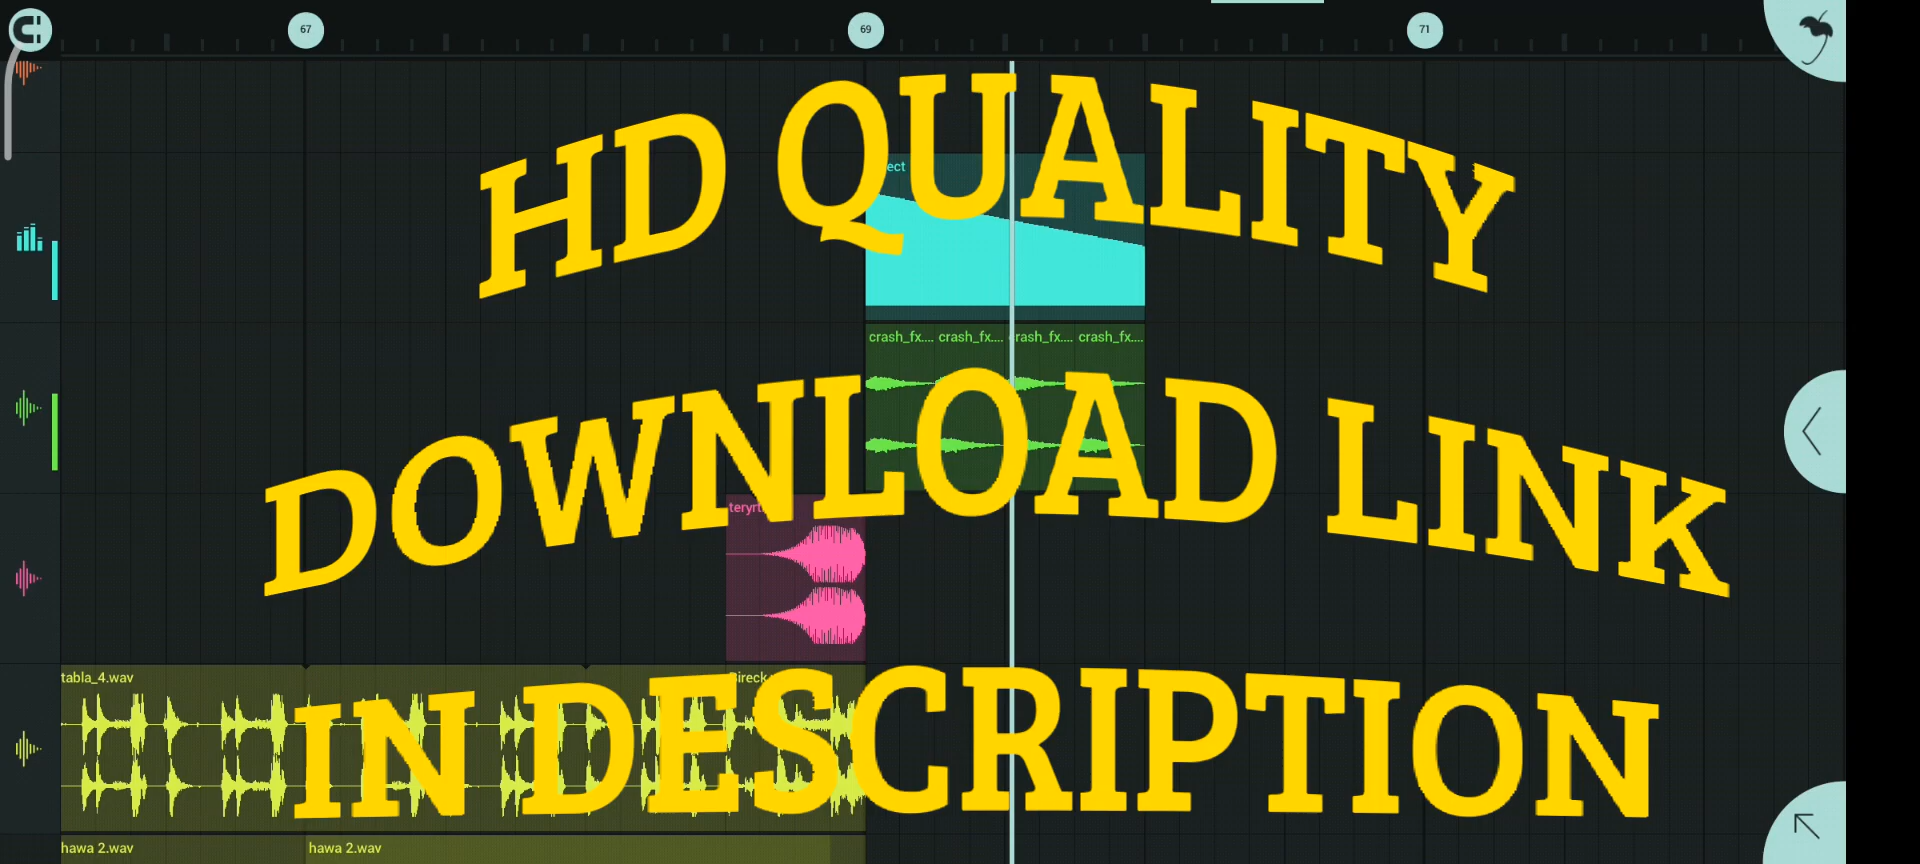 67 69 71
HD QUALITY
crash_fx.... crash_fx.... crash_fx.... crash_fx....
DOWNLOAD LINK
tabla_4.wav
IN DESCRIPTION
hawa 2.wav hawa 2.wav